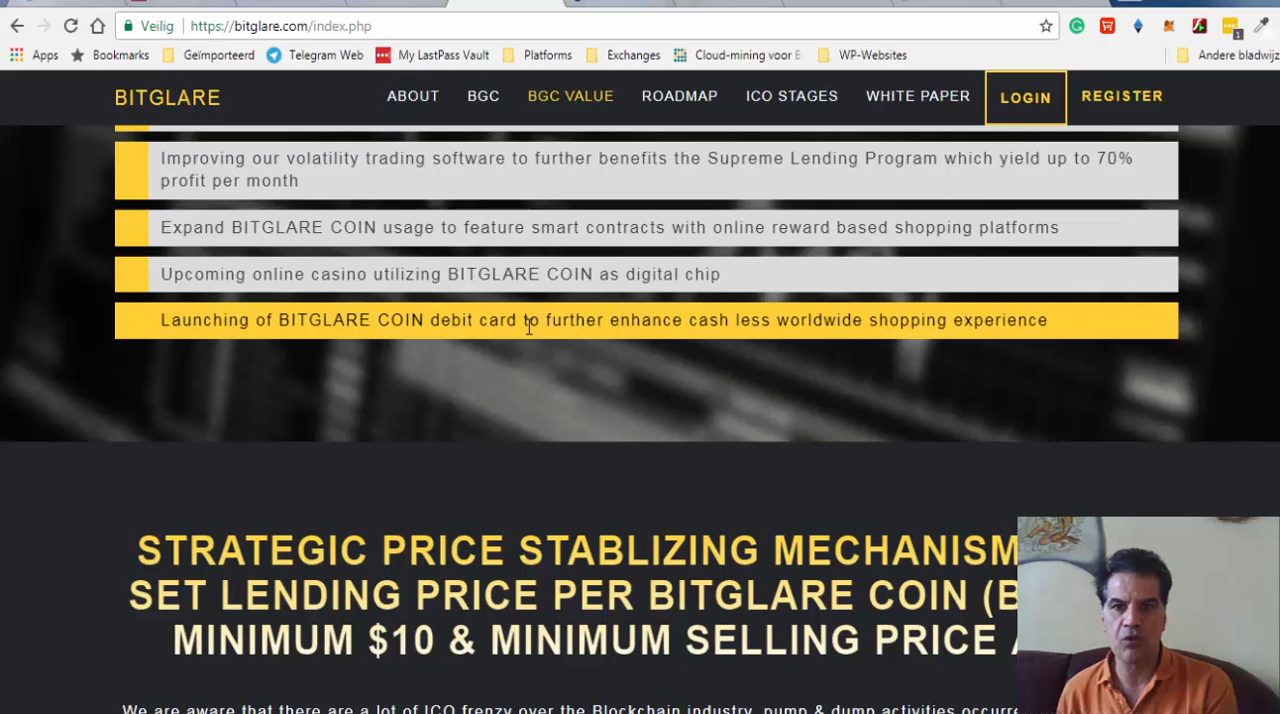 Veilig
https://bitglare.com/index.php
Apps Bookmarks Geïmporteerd Telegram Web My LastPass Vault Platforms Exchanges Cloud-mining voor B WP-Websites Andere bladwijz
1
BITGLARE ABOUT BGC BGC VALUE ROADMAP ICO STAGES WHITE PAPER LOGIN REGISTER
Improving our volatility trading software to further benefits the Supreme Lending Program which yield up to 70%
profit per month
Expand BITGLARE COIN usage to feature smart contracts with online reward based shopping platforms
Upcoming online casino utilizing BITGLARE COIN as digital chip
Launching of BITGLARE COIN debit card to further enhance cash less worldwide shopping experience
STRATEGIC PRICE STABLIZING MECHANISM
SET LENDING PRICE PER BITGLARE COIN (B
MINIMUM $10 & MINIMUM SELLING PRICE A
We are aware that there are a lot of ICO frenzy over the Blockchain industry, pump & dump activities occurre